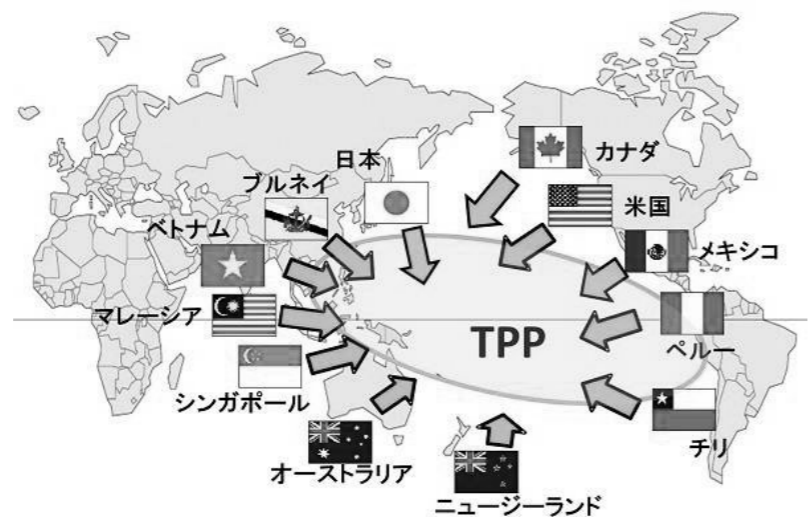 日本
カナダ
ブルネイ
米国
ベトナム
メキシコ
マレーシア
TPP
ペルー
シンガポール
チリ
オーストラリア
ニュージーランド